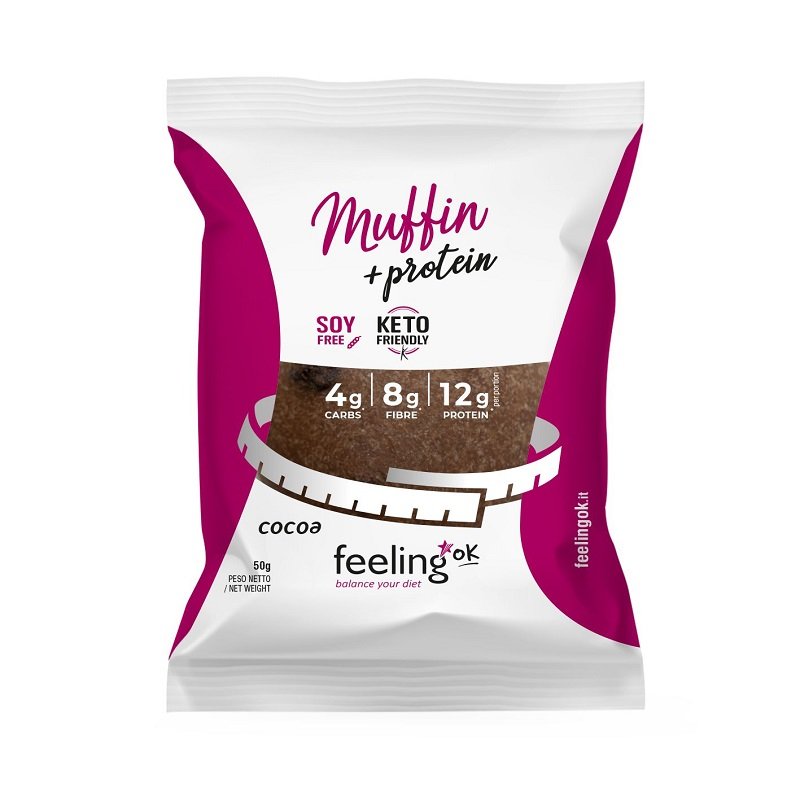 Muffin
+ protein
SOY
FREE
KETO
FRIENDLY
K
4g
CARBS*
8g
FIBRE*
12g
PROTEIN*
*per portion
cocoa
50g
PESO NETTO
/ NET WEIGHT
feeling OK
balance your diet
feelingok.it